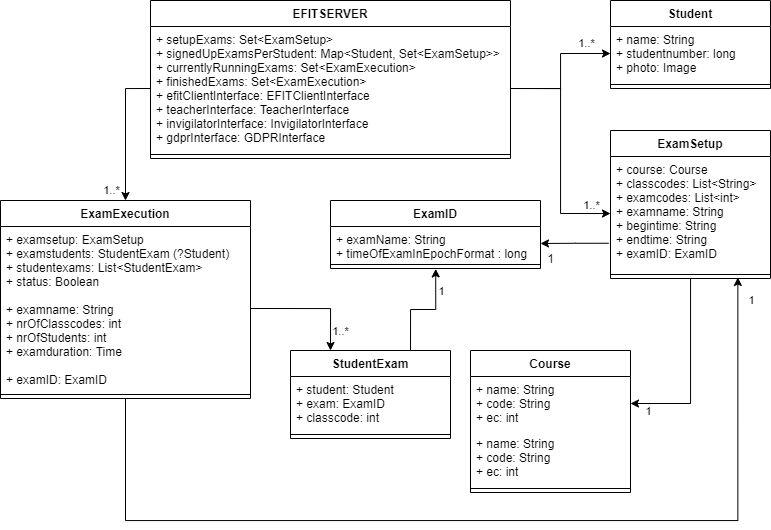 EFITSERVER
+ setupExams: Set<ExamSetup>
+ signedUpExamsPerStudent: Map<Student, Set<ExamSetup>>
+ currentlyRunningExams: Set<ExamExecution>
+ finishedExams: Set<ExamExecution>
+ efitClientInterface: EFITClientInterface
+ teacherInterface: TeacherInterface
+ invigilatorInterface: InvigilatorInterface
+ gdprInterface: GDPRInterface
Student
+ name: String
+ studentnumber: long
+ photo: Image
1..*
1..*
1..*
ExamSetup
+ course: Course
+ classcodes: List<String>
+ examcodes: List<int>
+ examname: String
+ begintime: String
+ endtime: String
+ examID: ExamID
ExamExecution
+ examsetup: ExamSetup
+ examstudents: StudentExam (?Student)
+ studentexams: List<StudentExam>
+ status: Boolean
+ examname: String
+ nrOfClasscodes: int
+ nrOfStudents: int
+ examduration: Time
+ examID: ExamID
ExamID
+ examName: String
+ timeOfExamInEpochFormat : long
1
1
1..*
1
StudentExam
+ student: Student
+ exam: ExamID
+ classcode: int
Course
+ name: String
+ code: String
+ ec: int
+ name: String
+ code: String
+ ec: int
1